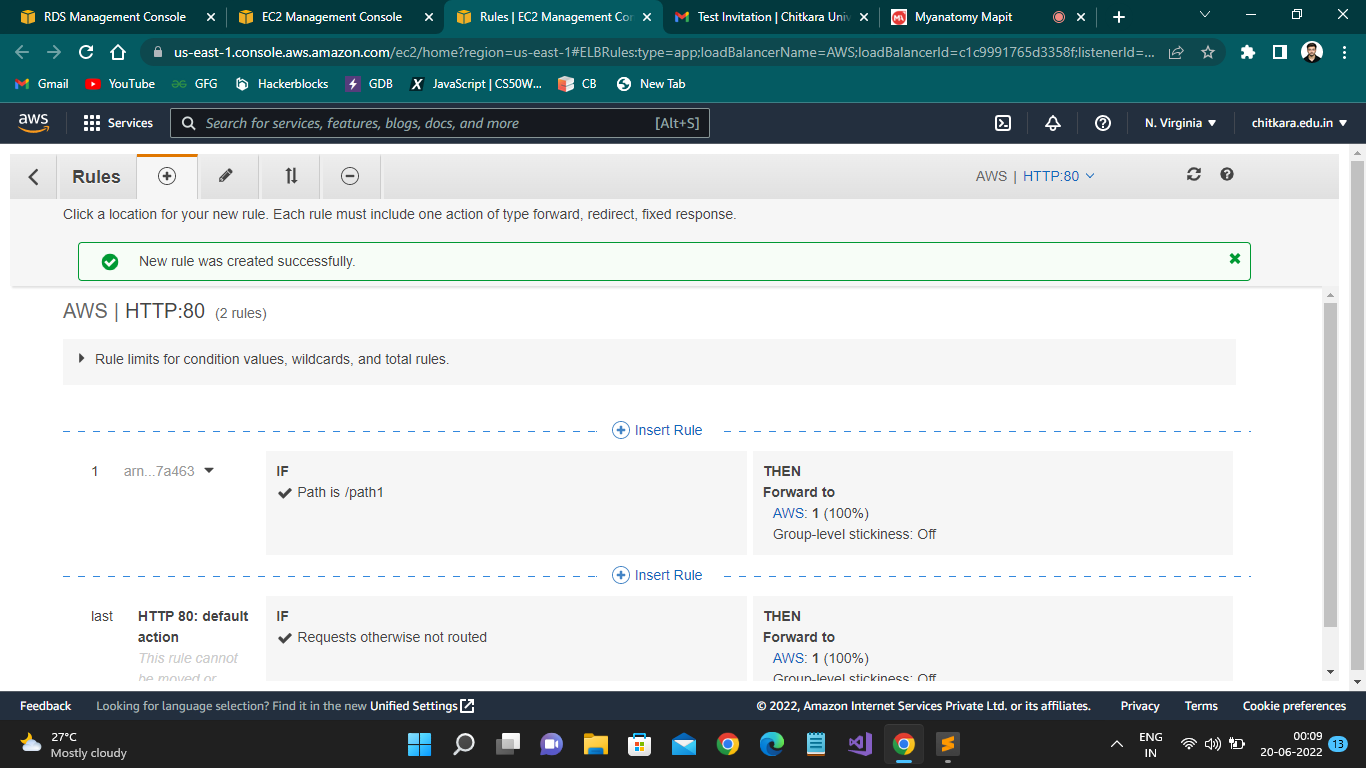 RDS Management Console
EC2 Management Console
Rules | EC2 Management Con
Test Invitation | Chitkara Univ
Myanatomy Mapit
us-east-1.console.aws.amazon.com/ec2/home?region=us-east-1#ELBRules:type=app;loadBalancerName=AWS;loadBalancerId=c1c9991765d3358f;listenerId=...
Gmail
YouTube
GFG
Hackerblocks
GDB
JavaScript | CS50W...
CB
New Tab
aws
Services
Search for services, features, blogs, docs, and more
[Alt+S]
N. Virginia
chitkara.edu.in
Rules
AWS | HTTP:80
Click a location for your new rule. Each rule must include one action of type forward, redirect, fixed response.
New rule was created successfully.
AWS | HTTP:80 (2 rules)
Rule limits for condition values, wildcards, and total rules.
Insert Rule
1
arn...7a463
IF
Path is /path1
THEN
Forward to
AWS: 1 (100%)
Group-level stickiness: Off
Insert Rule
last
HTTP 80: default
action
This rule cannot
be moved or
IF
Requests otherwise not routed
THEN
Forward to
AWS: 1 (100%)
Group-level stickiness: Off
Feedback
Looking for language selection? Find it in the new Unified Settings
© 2022, Amazon Internet Services Private Ltd. or its affiliates.
Privacy
Terms
Cookie preferences
27°C
Mostly cloudy
ENG
IN
00:09
20-06-2022
13